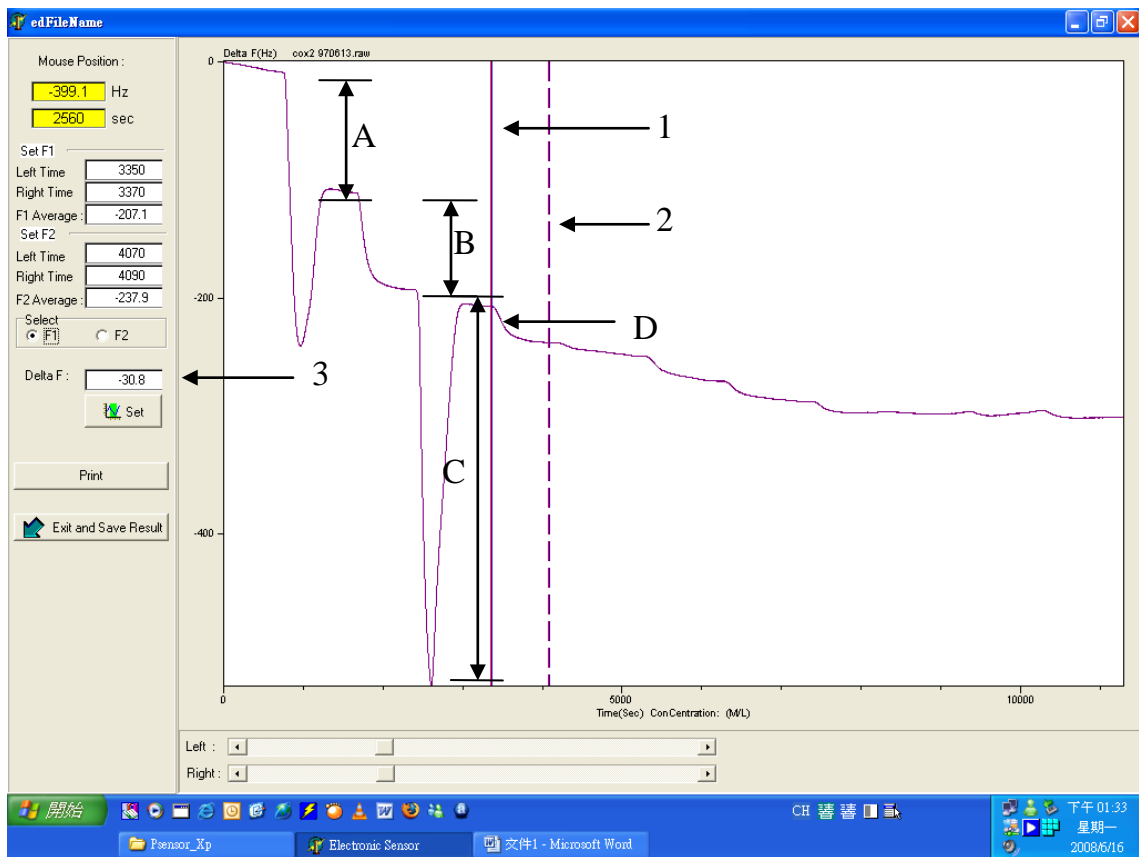 edFileName
Mouse Position :
-399.1 Hz
2560 sec
Set F1
Left Time 3350
Right Time 3370
F1 Average : -207.1
Set F2
Left Time 4070
Right Time 4090
F2 Average : -237.9
Select
F1 F2
Delta F : -30.8
Set
Print
Exit and Save Result
Delta F(Hz) cox2 970613.raw
0
-200
-400
A
B
C
D
1
2
3
0 5000 10000
Time(Sec) ConCentration: (M/L)
Left :
Right :
開始
CH
下午 01:33
星期一
2008/6/16
Psensor_Xp
Electronic Sensor
文件1 - Microsoft Word